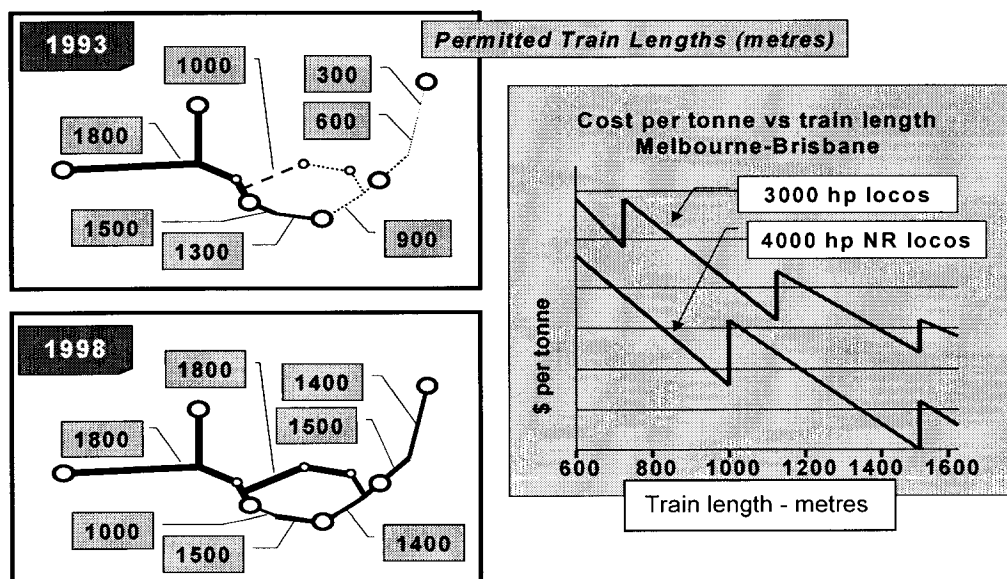 Permitted Train Lengths (metres)
1993
1000
300
600
1800
1500
1300
900
1998
1800
1400
1500
1800
1000
1500
1400
Cost per tonne vs train length
Melbourne-Brisbane
3000 hp locos
4000 hp NR locos
$ per tonne
600 800 1000 1200 1400 1600
Train length - metres